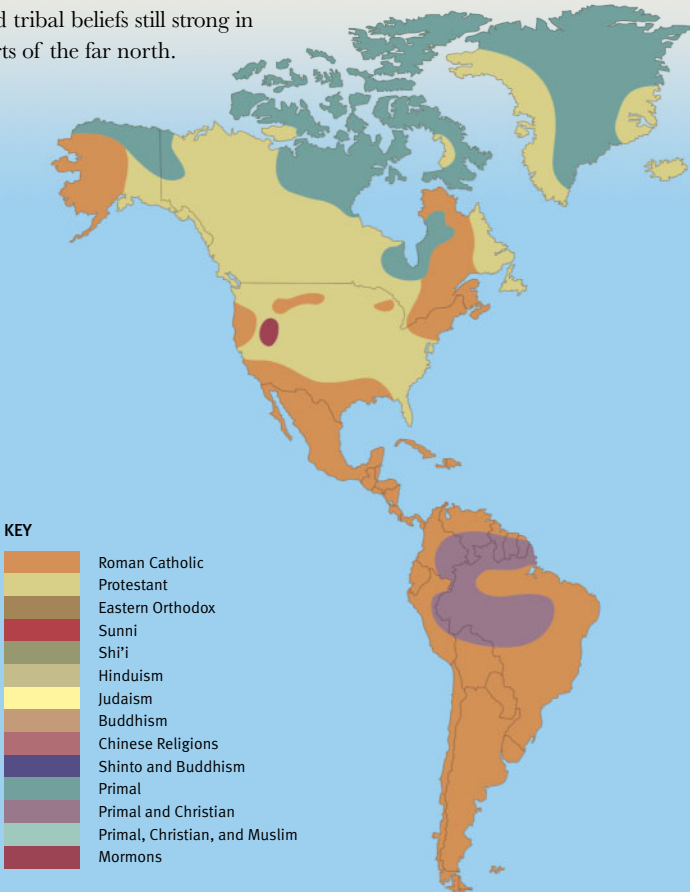 d tribal beliefs still strong in
rts of the far north.
KEY
Roman Catholic
Protestant
Eastern Orthodox
Sunni
Shi'i
Hinduism
Judaism
Buddhism
Chinese Religions
Shinto and Buddhism
Primal
Primal and Christian
Primal, Christian, and Muslim
Mormons